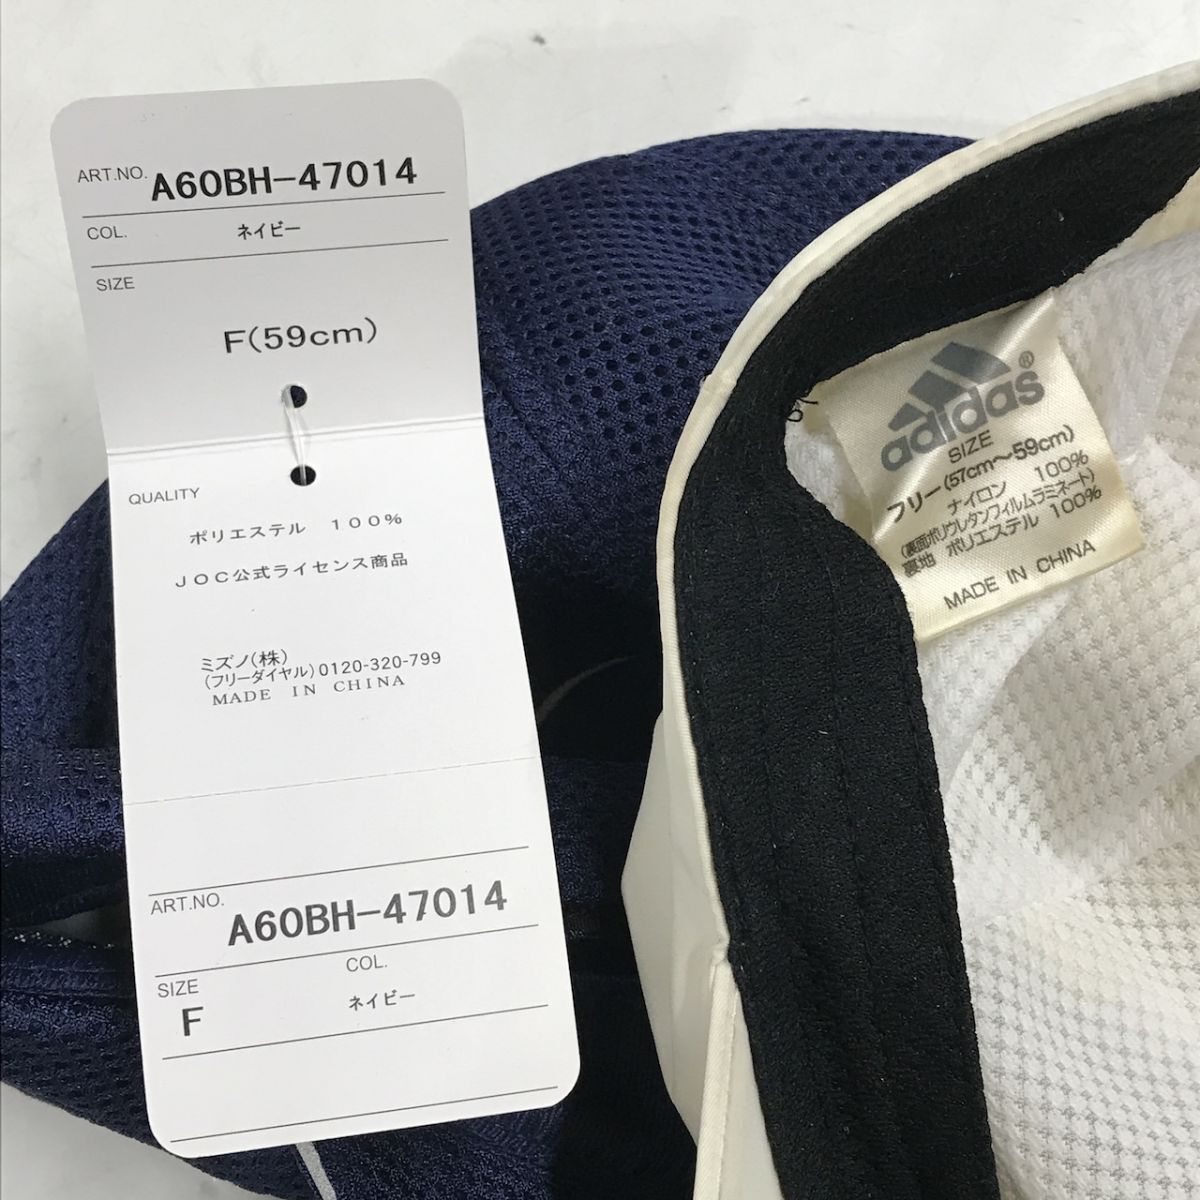 ART.NO. A60BH-47014
COL. ネイビー
SIZE
F(59cm)
QUALITY
ポリエステル 100%
JOC公式ライセンス商品
ミズノ(株)
(フリーダイヤル)0120-320-799
MADE IN CHINA
ART.NO.
A60BH-47014
SIZE COL.
F ネイビー
adidas®
SIZE
フリー(57cm〜59cm)
ナイロン 100%
(裏面ポリウレタンフィルムラミネート)
裏地 ポリエステル 100%
MADE IN CHINA